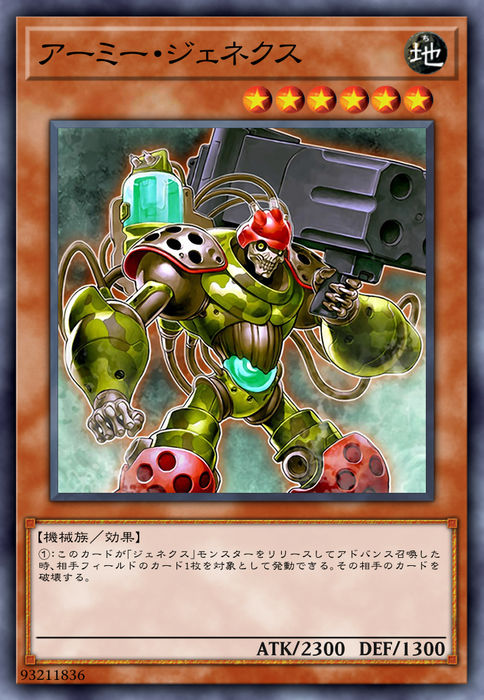 アーミー・ジェネクス
ち
地
【機械族／効果】
①：このカードが「ジェネクス」モンスターをリリースしてアドバンス召喚した
時、相手フィールドのカード1枚を対象として発動できる。その相手のカードを
破壊する。
ATK/2300 DEF/1300
93211836